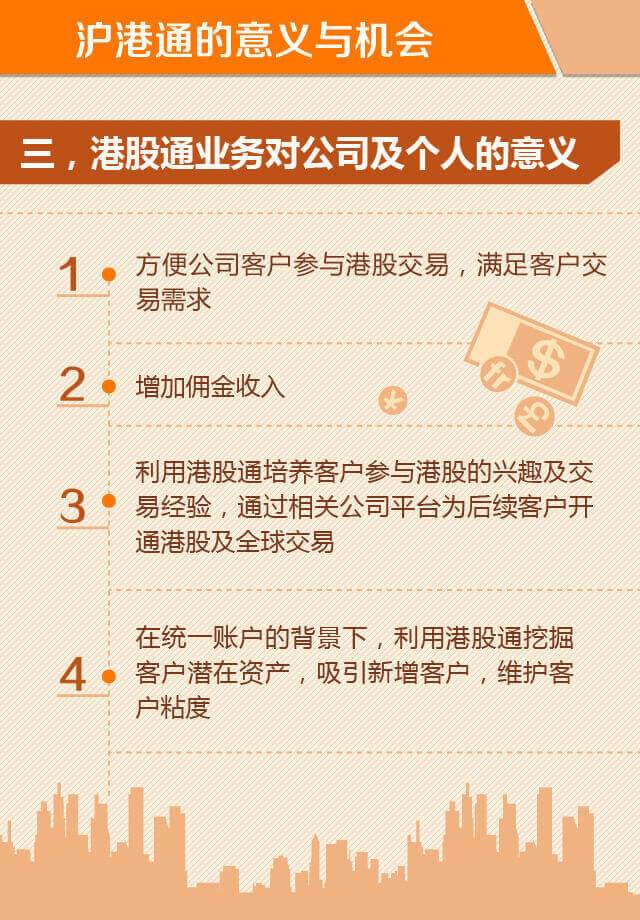 沪港通的意义与机会
三，港股通业务对公司及个人的意义
1
方便公司客户参与港股交易，满足客户交
易需求
2
增加佣金收入
3
利用港股通培养客户参与港股的兴趣及交
易经验，通过相关公司平台为后续客户开
通港股及全球交易
4
在统一账户的背景下，利用港股通挖掘
客户潜在资产，吸引新增客户，维护客
户粘度
$